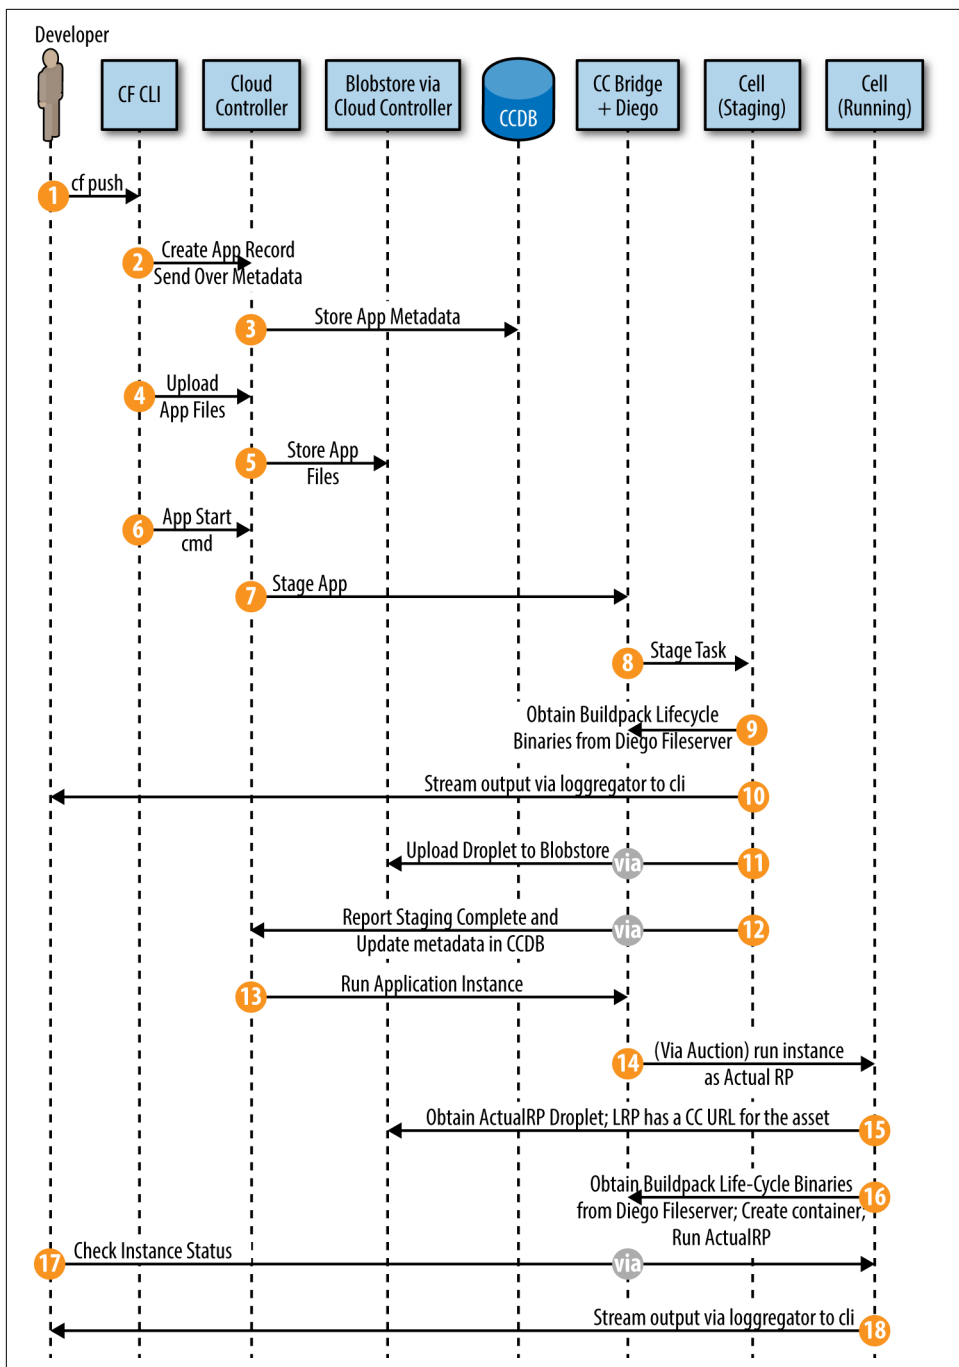 Developer
CF CLI
Cloud
Controller
Blobstore via
Cloud Controller
CCDB
CC Bridge
+ Diego
Cell
(Staging)
Cell
(Running)
1 cf push
2 Create App Record
Send Over Metadata
3 Store App Metadata
4 Upload
App Files
5 Store App
Files
6 App Start
cmd
7 Stage App
8 Stage Task
Obtain Buildpack Lifecycle
Binaries from Diego Fileserver 9
Stream output via loggregator to cli 10
Upload Droplet to Blobstore via 11
Report Staging Complete and
Update metadata in CCDB via 12
13 Run Application Instance
14 (Via Auction) run instance
as Actual RP
Obtain ActualRP Droplet; LRP has a CC URL for the asset 15
Obtain Buildpack Life-Cycle Binaries 16
from Diego Fileserver; Create container;
Run ActualRP
17 Check Instance Status via
Stream output via loggregator to cli 18